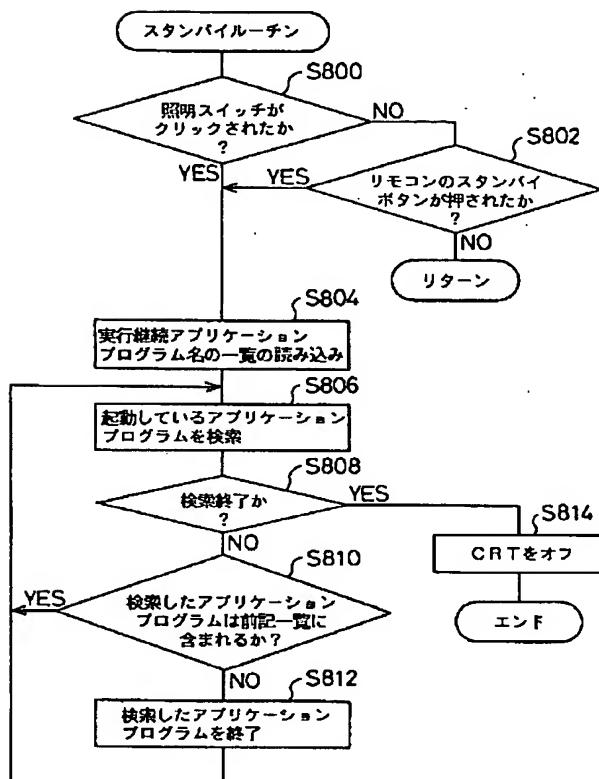 スタンバイルーチン
S800
照明スイッチが
クリックされたか
?
NO
YES
S802
リモコンのスタンバイ
ボタンが押されたか
?
YES
NO
リターン
S804
実行継続アプリケーション
プログラム名の一覧の読み込み
S806
起動しているアプリケーション
プログラムを検索
S808
検索終了か
?
YES
NO
S814
CRTをオフ
エンド
S810
検索したアプリケーション
プログラムは前記一覧に
含まれるか?
YES
NO
S812
検索したアプリケーション
プログラムを終了